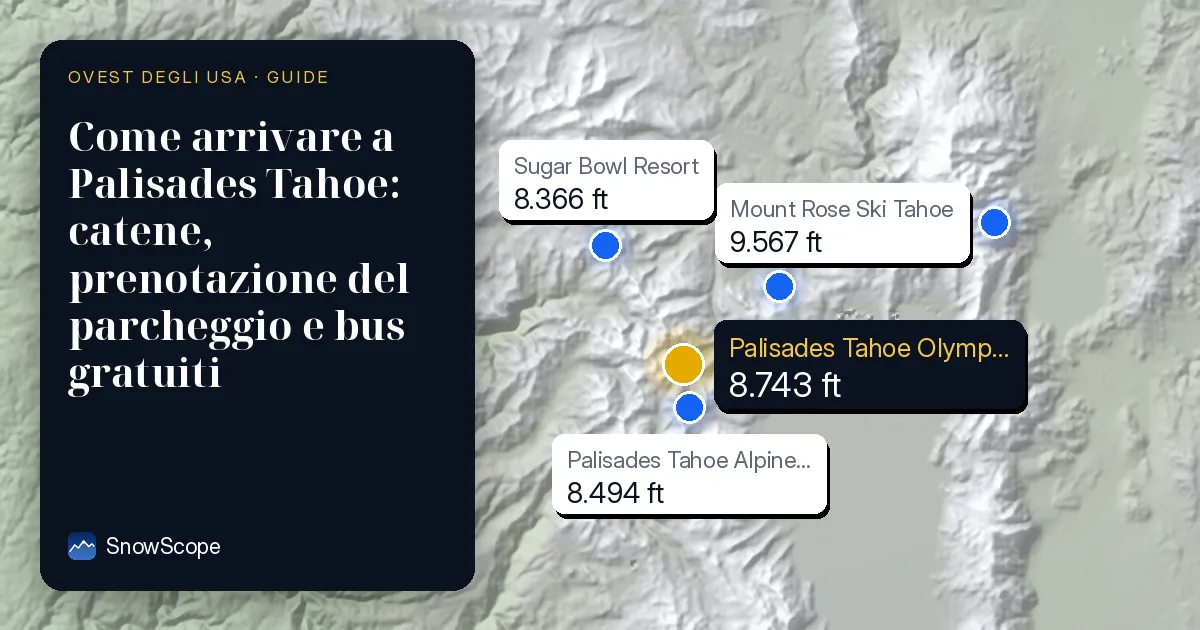 OVEST DEGLI USA · GUIDE
Come arrivare a
Palisades Tahoe:
catene,
prenotazione del
parcheggio e bus
gratuiti
SnowScope
Sugar Bowl Resort
8.366 ft
Mount Rose Ski Tahoe
9.567 ft
Palisades Tahoe Olymp...
8.743 ft
Palisades Tahoe Alpine...
8.494 ft